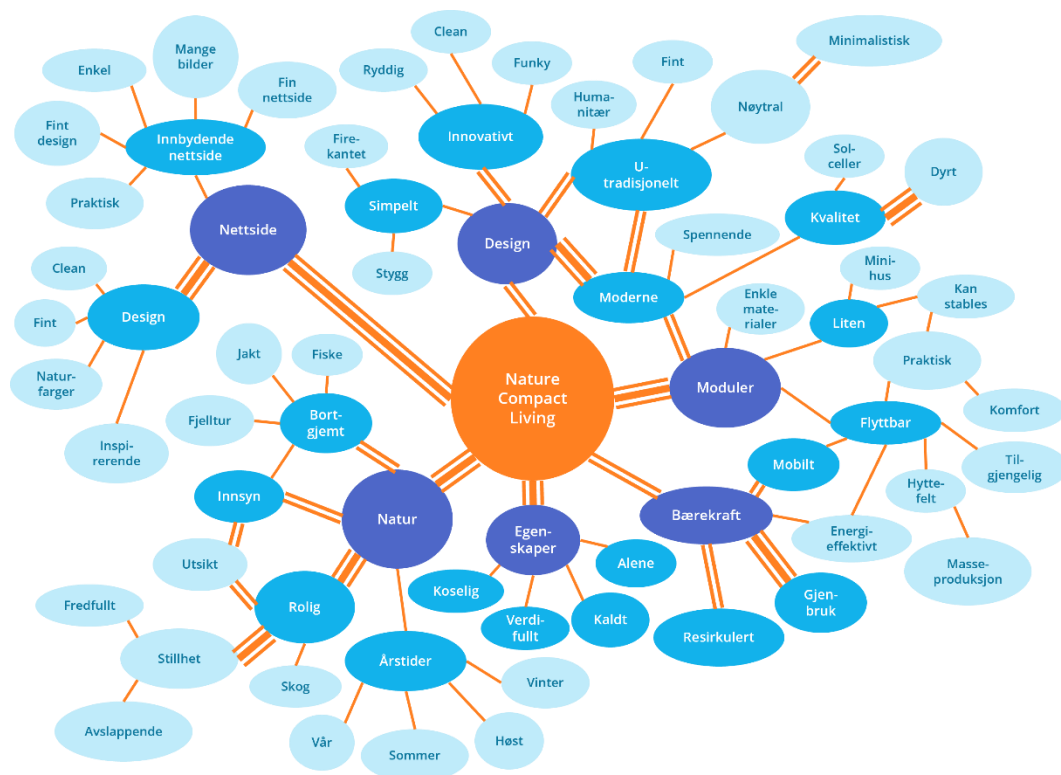 Enkel
Mange
bilder
Fin
nettside
Fint
design
Innbydende
nettside
Praktisk
Nettside
Clean
Fint
Design
Natur-
farger
Inspi-
rerende
Clean
Ryddig
Funky
Innovativt
Fire-
kantet
Simpelt
Stygg
Design
Huma-
nitær
Fint
Minimalistisk
Nøytral
U-
tradisjonelt
Sol-
celler
Dyrt
Kvalitet
Spennende
Moderne
Mini-
hus
Kan
stables
Enkle
mate-
rialer
Liten
Praktisk
Moduler
Komfort
Flyttbar
Nature
Compact
Living
Jakt
Fiske
Fjelltur
Bort-
gjemt
Innsyn
Natur
Utsikt
Rolig
Fredfullt
Stillhet
Avslappende
Skog
Årstider
Vår
Sommer
Høst
Vinter
Egen-
skaper
Koselig
Verdi-
fullt
Kaldt
Alene
Mobilt
Bærekraft
Hytte-
felt
Til-
gjengelig
Energi-
effektivt
Masse-
produksjon
Gjen-
bruk
Resirkulert